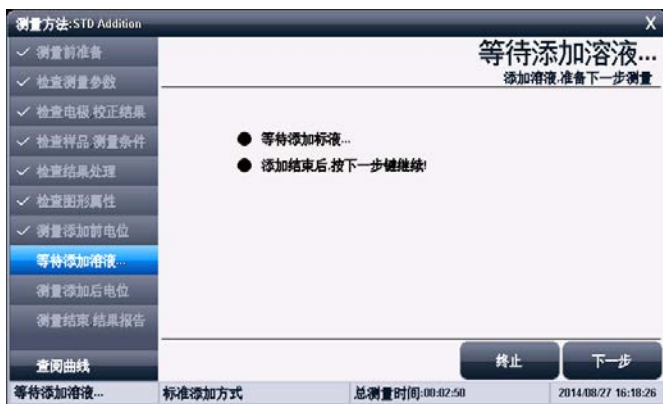 测量方法:STD Addition X
✓ 测量前准备
✓ 检查测量参数
✓ 检查电极 校正结果
✓ 检查样品 测量条件
✓ 检查结果处理
✓ 检查图形属性
✓ 测量添加前电位
等待添加溶液...
测量添加后电位
测量结束 结果报告
查阅曲线
等待添加溶液...
添加溶液,准备下一步测量
● 等待添加标液...
● 添加结束后,按下一步键继续!
终止
下一步
等待添加溶液... 标准添加方式 总测量时间:00:02:50 2014/08/27 16:18:26